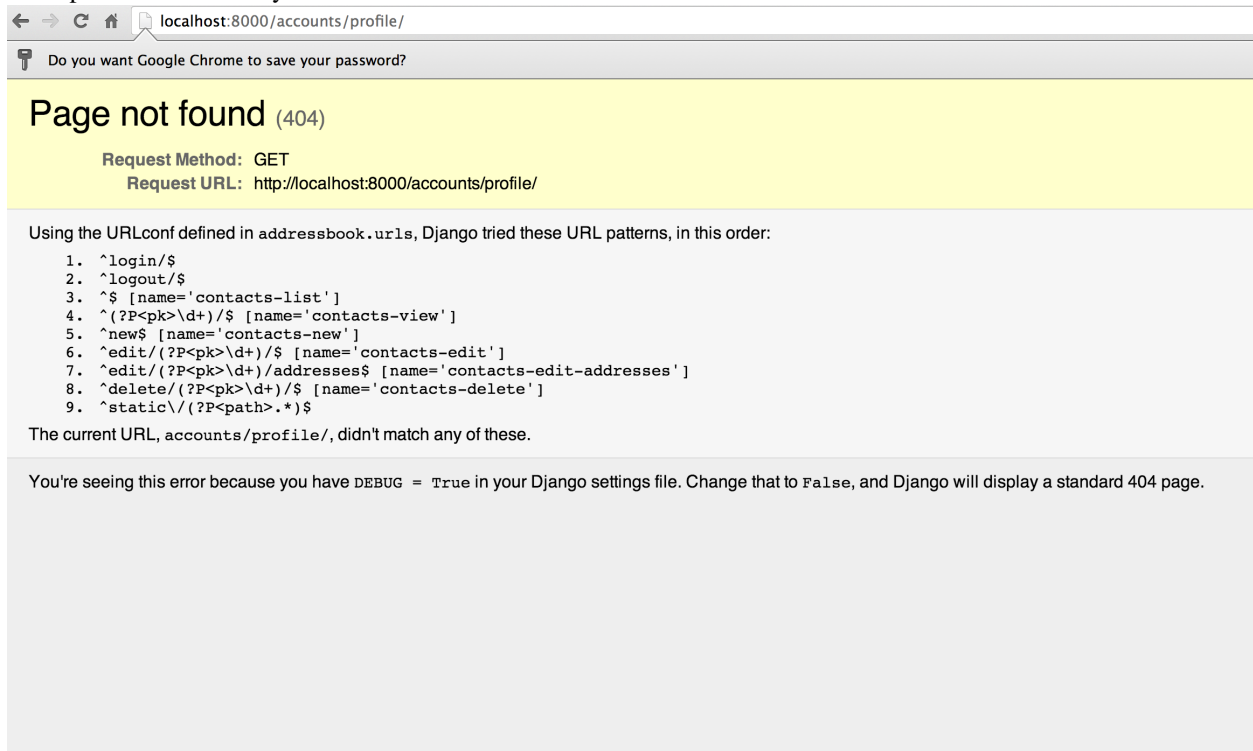 localhost:8000/accounts/profile/
Do you want Google Chrome to save your password?
Page not found (404)
Request Method: GET
Request URL: http://localhost:8000/accounts/profile/
Using the URLconf defined in addressbook.urls, Django tried these URL patterns, in this order:
1. ^login/$
2. ^logout/$
3. ^$ [name='contacts-list']
4. ^(?P<pk>\d+)/$ [name='contacts-view']
5. ^new$ [name='contacts-new']
6. ^edit/(?P<pk>\d+)/$ [name='contacts-edit']
7. ^edit/(?P<pk>\d+)/addresses$ [name='contacts-edit-addresses']
8. ^delete/(?P<pk>\d+)/$ [name='contacts-delete']
9. ^static\/(?P<path>.*)$
The current URL, accounts/profile/, didn't match any of these.
You're seeing this error because you have DEBUG = True in your Django settings file. Change that to False, and Django will display a standard 404 page.